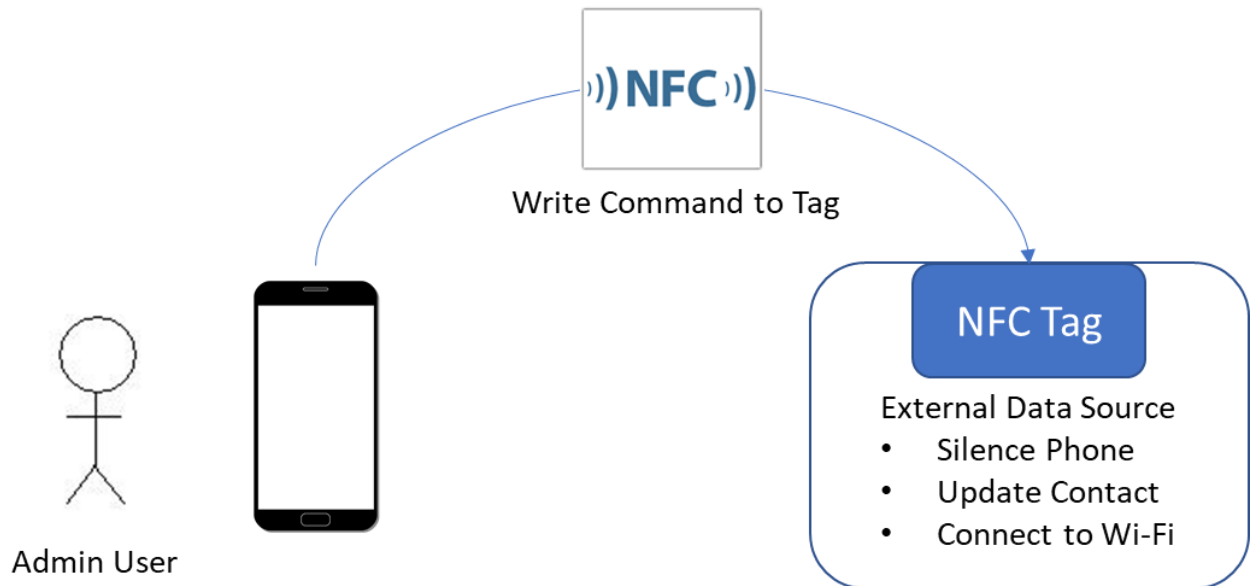 NFC
Write Command to Tag
NFC Tag
External Data Source
• Silence Phone
• Update Contact
• Connect to Wi-Fi
Admin User